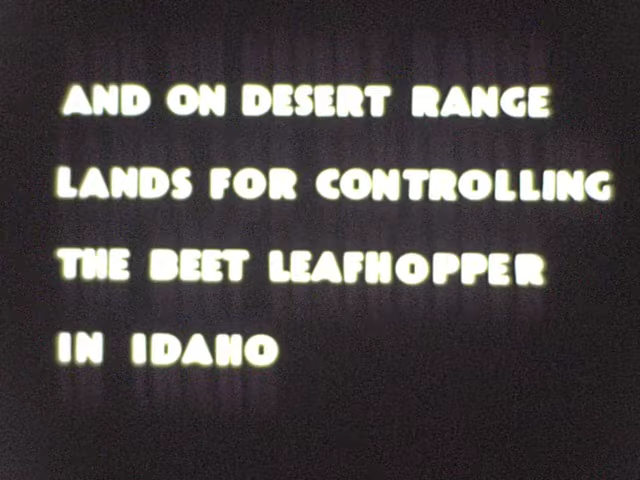 AND ON DESERT RANGE
LANDS FOR CONTROLLING
THE BEET LEAFHOPPER
IN IDAHO